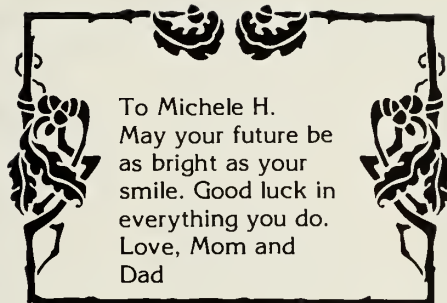 To Michele H.
May your future be
as bright as your
smile. Good luck in
everything you do.
Love, Mom and
Dad